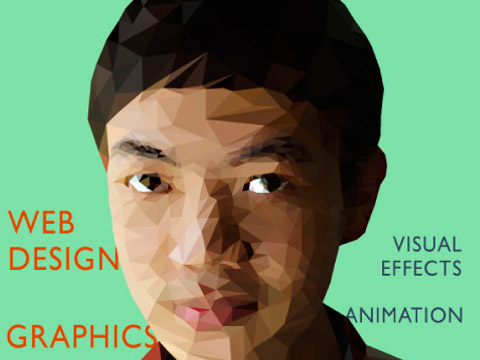 WEB
DESIGN
GRAPHICS
VISUAL
EFFECTS
ANIMATION